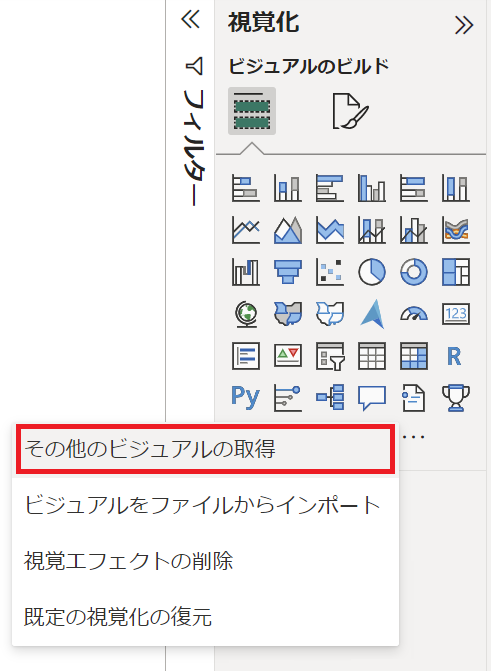 視覚化
ビジュアルのビルド
フィルター
123
R
Py
その他のビジュアルの取得
ビジュアルをファイルからインポート
視覚エフェクトの削除
既定の視覚化の復元